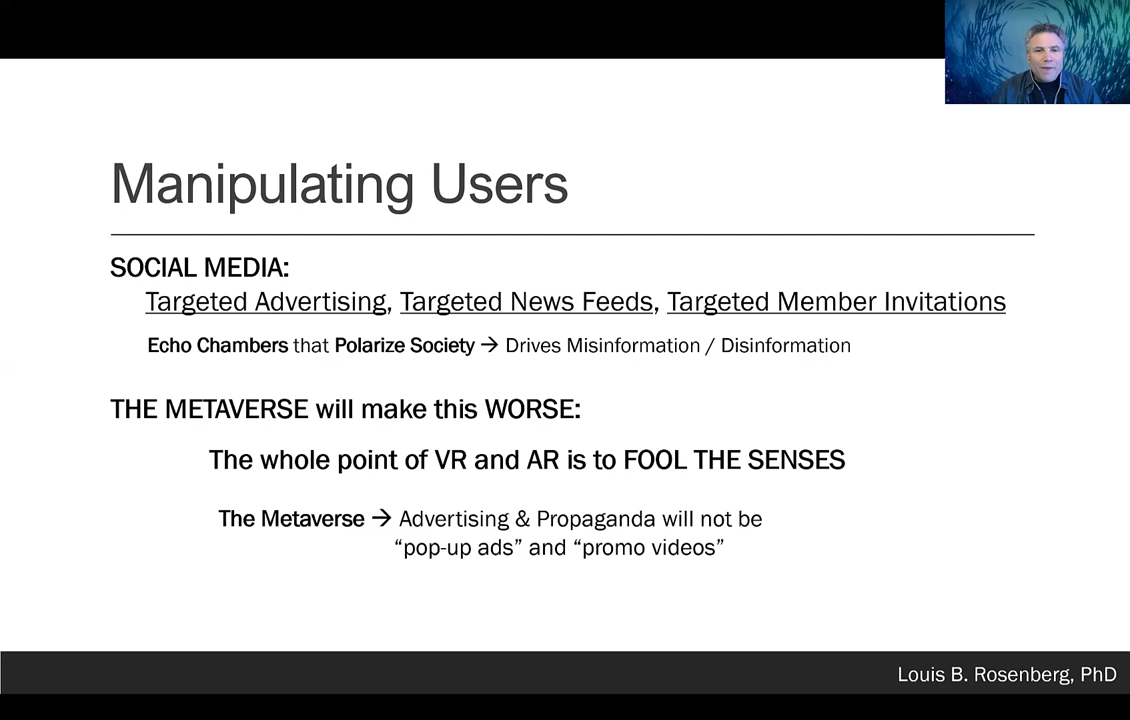 Manipulating Users
SOCIAL MEDIA:
Targeted Advertising, Targeted News Feeds, Targeted Member Invitations
Echo Chambers that Polarize Society → Drives Misinformation / Disinformation
THE METAVERSE will make this WORSE:
The whole point of VR and AR is to FOOL THE SENSES
The Metaverse → Advertising & Propaganda will not be
“pop-up ads” and “promo videos”
Louis B. Rosenberg, PhD